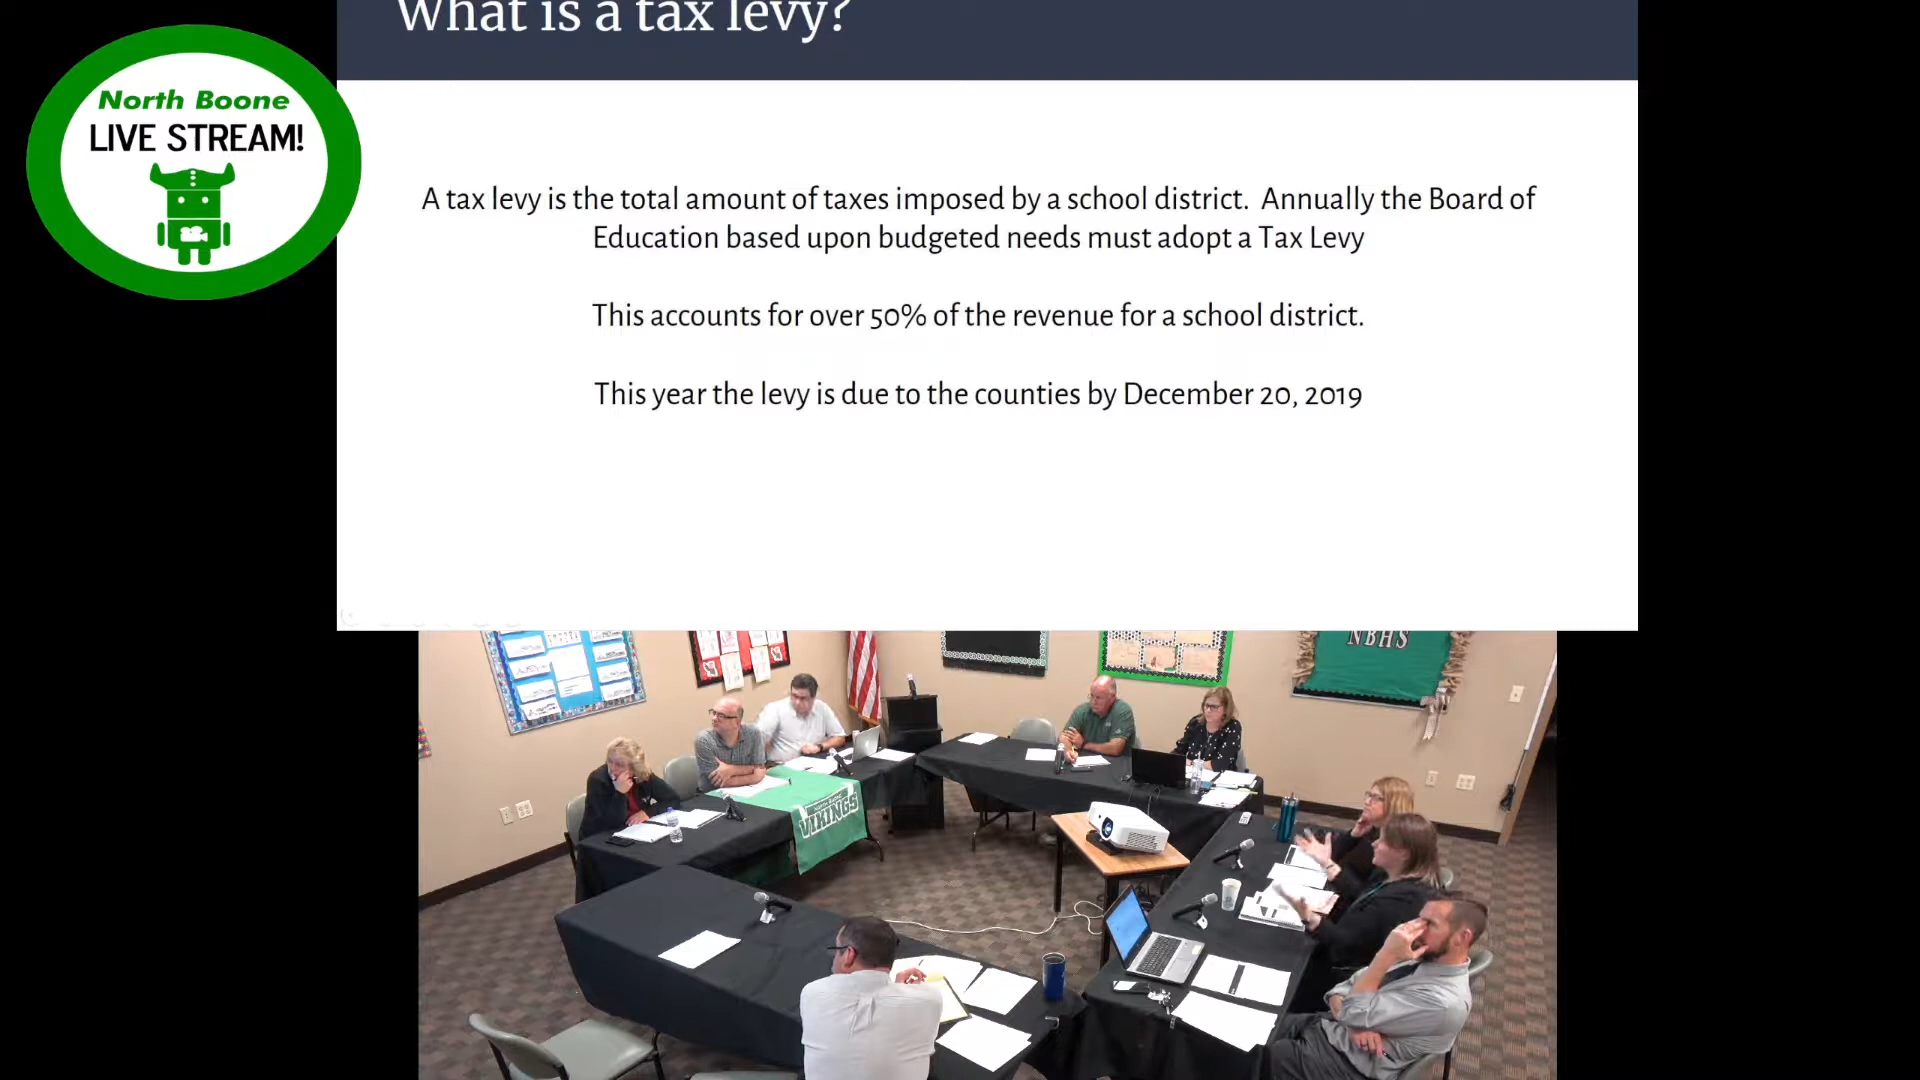 What is a tax levy?
North Boone
LIVE STREAM!
A tax levy is the total amount of taxes imposed by a school district. Annually the Board of
Education based upon budgeted needs must adopt a Tax Levy
This accounts for over 50% of the revenue for a school district.
This year the levy is due to the counties by December 20, 2019
NBHS
North Boone
VIKINGS